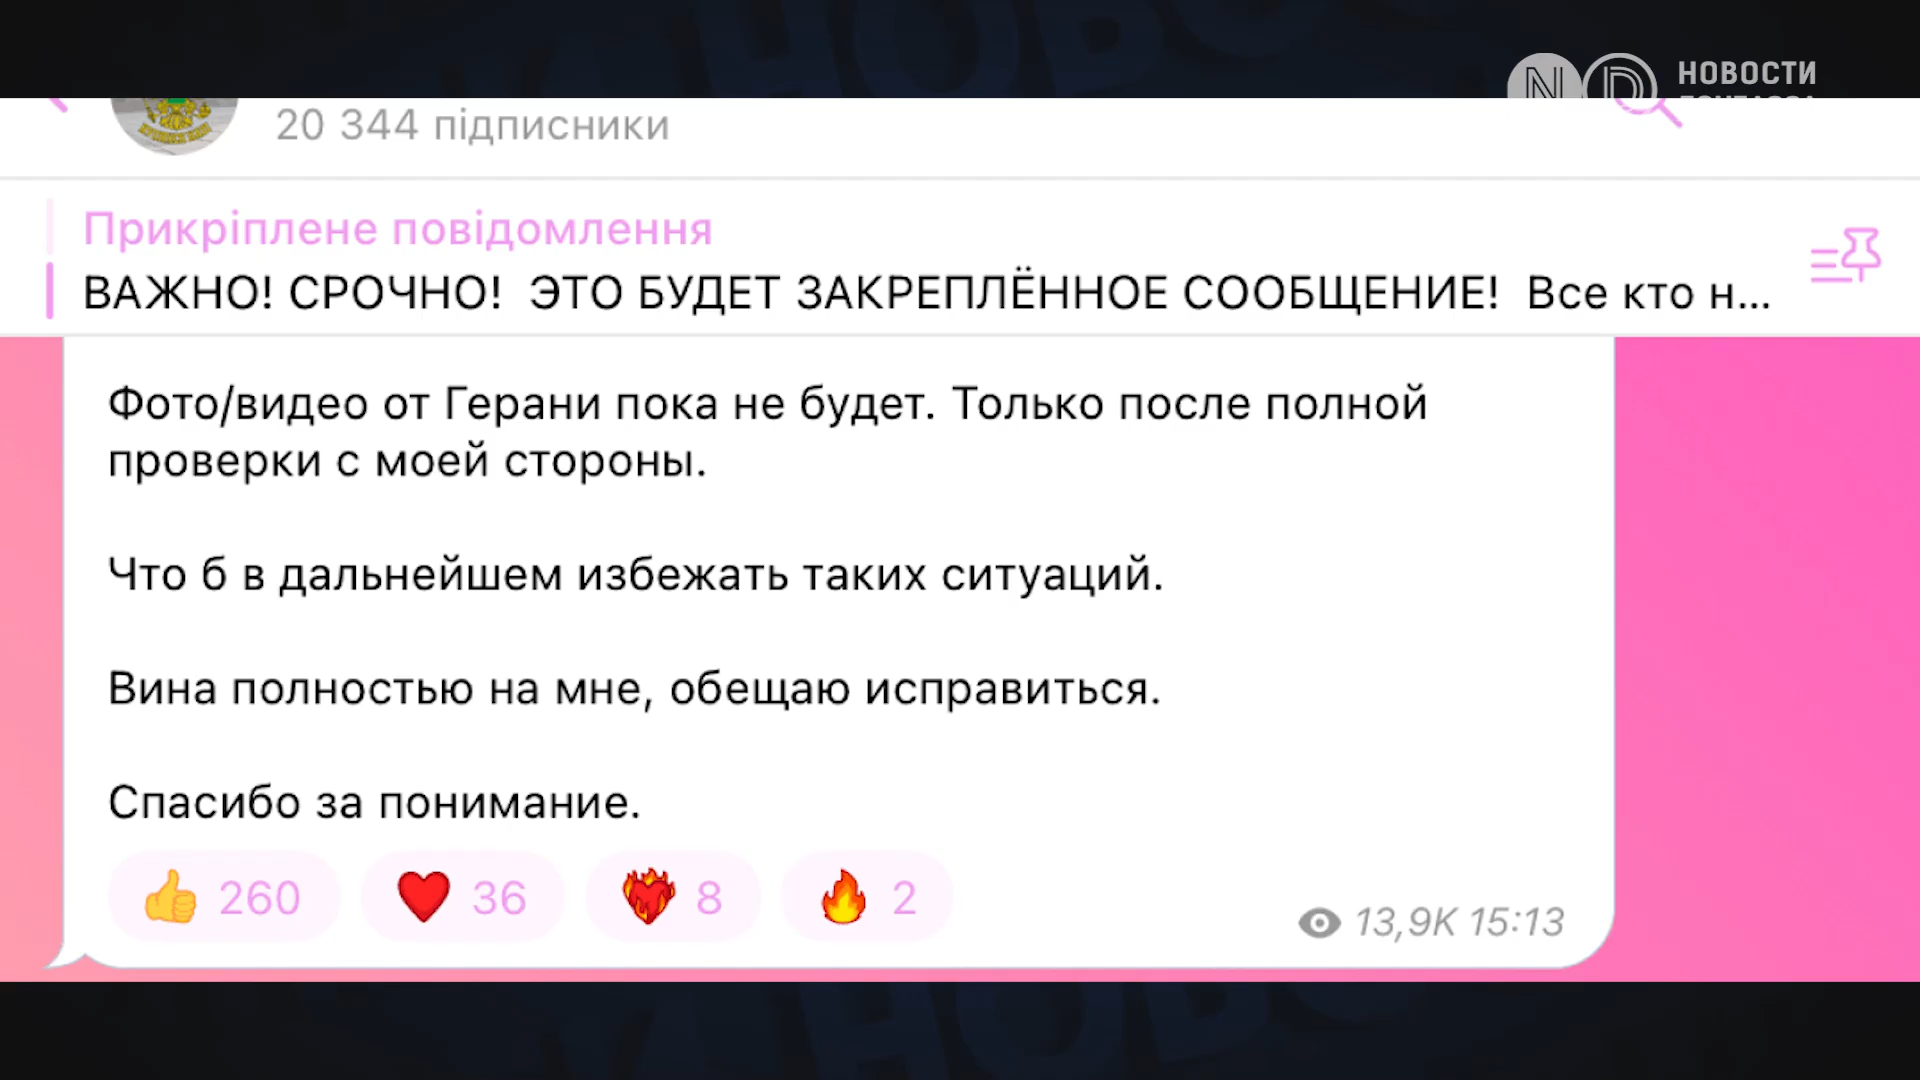 НОВОСТИ
20 344 підписники
Прикріплене повідомлення
ВАЖНО! СРОЧНО! ЭТО БУДЕТ ЗАКРЕПЛЁННОЕ СООБЩЕНИЕ! Все кто н...
Фото/видео от Герани пока не будет. Только после полной
проверки с моей стороны.
Что б в дальнейшем избежать таких ситуаций.
Вина полностью на мне, обещаю исправиться.
Спасибо за понимание.
👍 260 ❤️ 36 ❤️‍🔥 8 🔥 2
13,9K 15:13